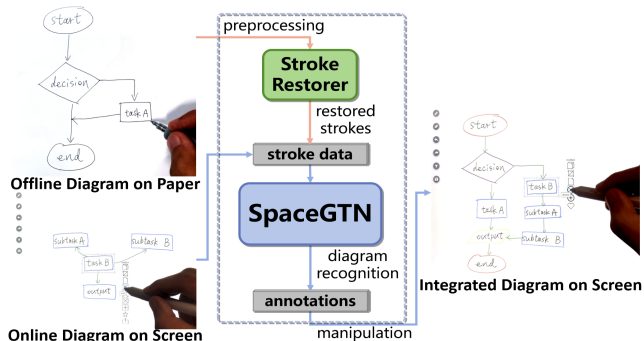 start
decision
task A
end
Offline Diagram on Paper
subtask A
subtask B
task B
output
Online Diagram on Screen
preprocessing
Stroke
Restorer
restored
strokes
stroke data
SpaceGTN
diagram
recognition
annotations
manipulation
start
decision
task B
task A
subtask A
output
subtask B
end
Integrated Diagram on Screen